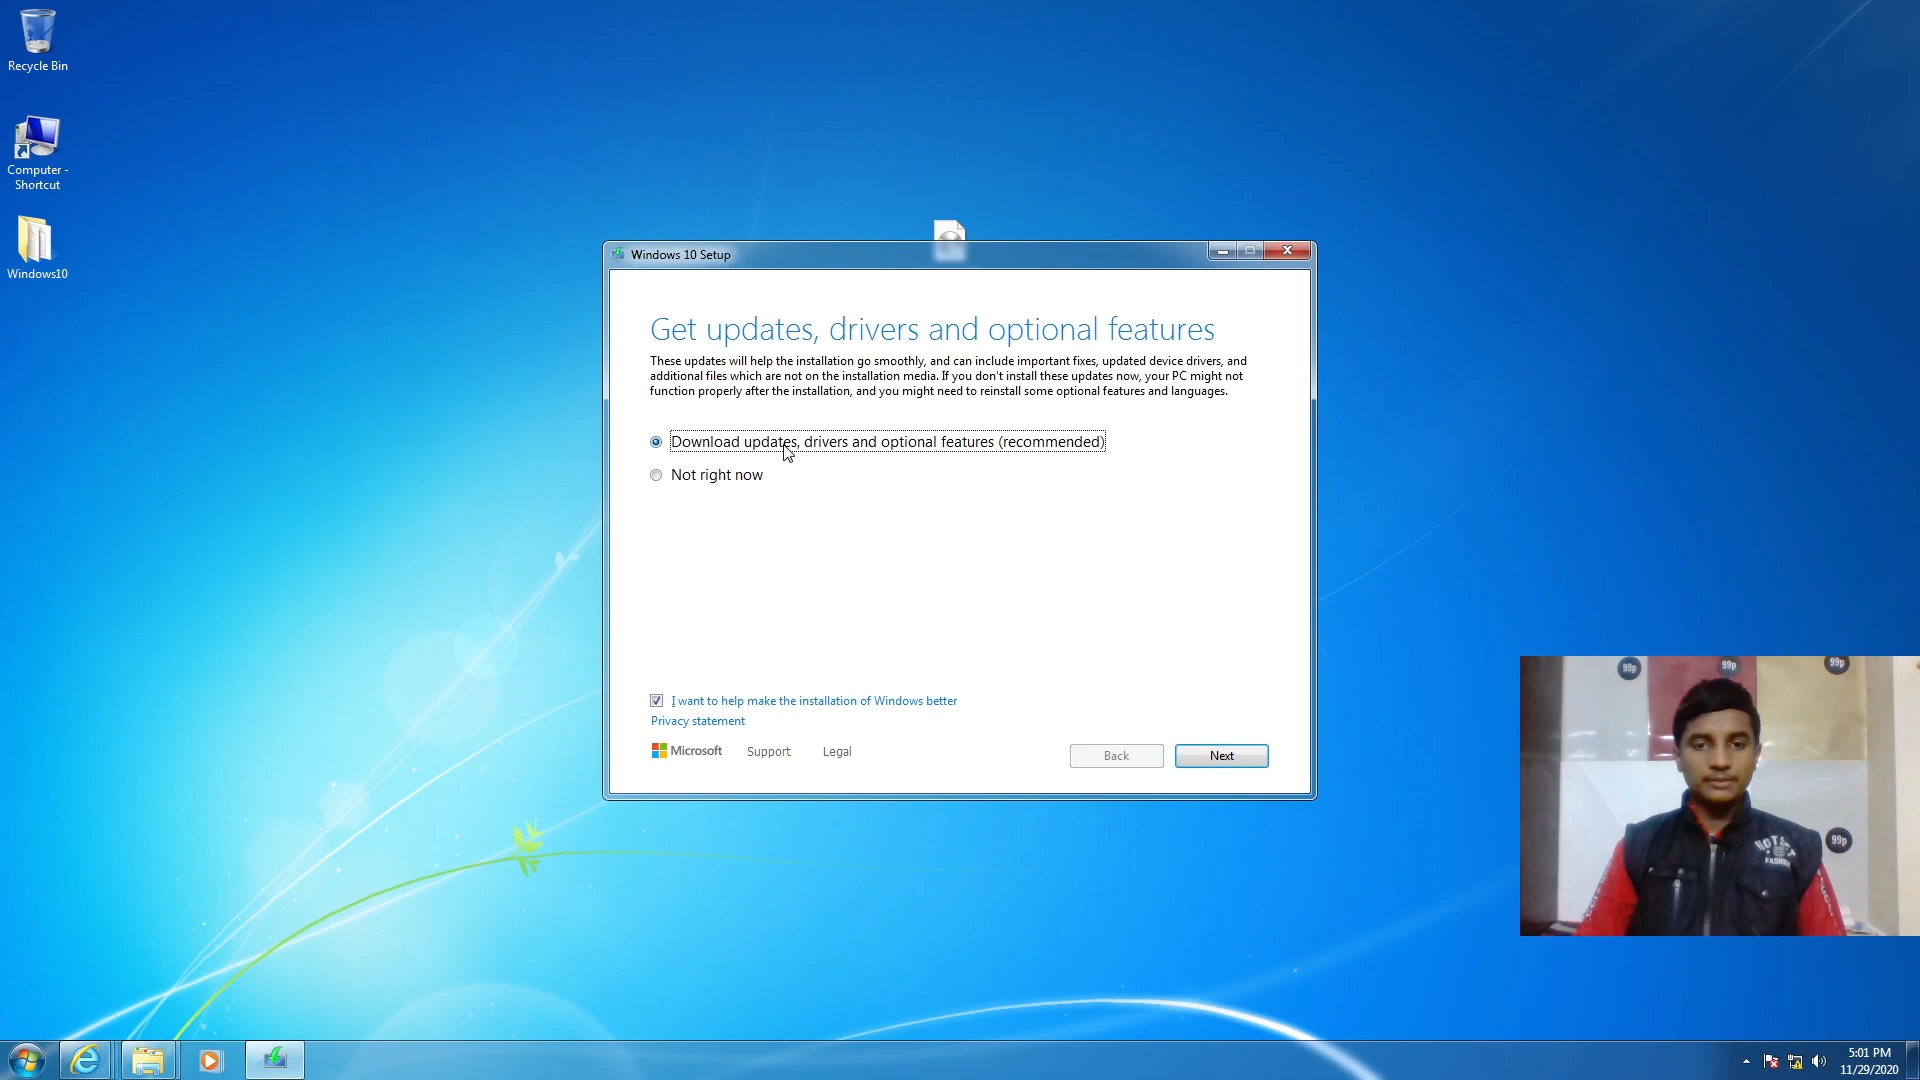 Recycle Bin
Computer -
Shortcut
Windows10
Windows 10 Setup
Get updates, drivers and optional features
These updates will help the installation go smoothly, and can include important fixes, updated device drivers, and
additional files which are not on the installation media. If you don't install these updates now, your PC might not
function properly after the installation, and you might need to reinstall some optional features and languages.
Download updates, drivers and optional features (recommended)
Not right now
I want to help make the installation of Windows better
Privacy statement
Microsoft
Support
Legal
Back
Next
99p
99p
99p
99p
FASHION
5:01 PM
11/29/2020